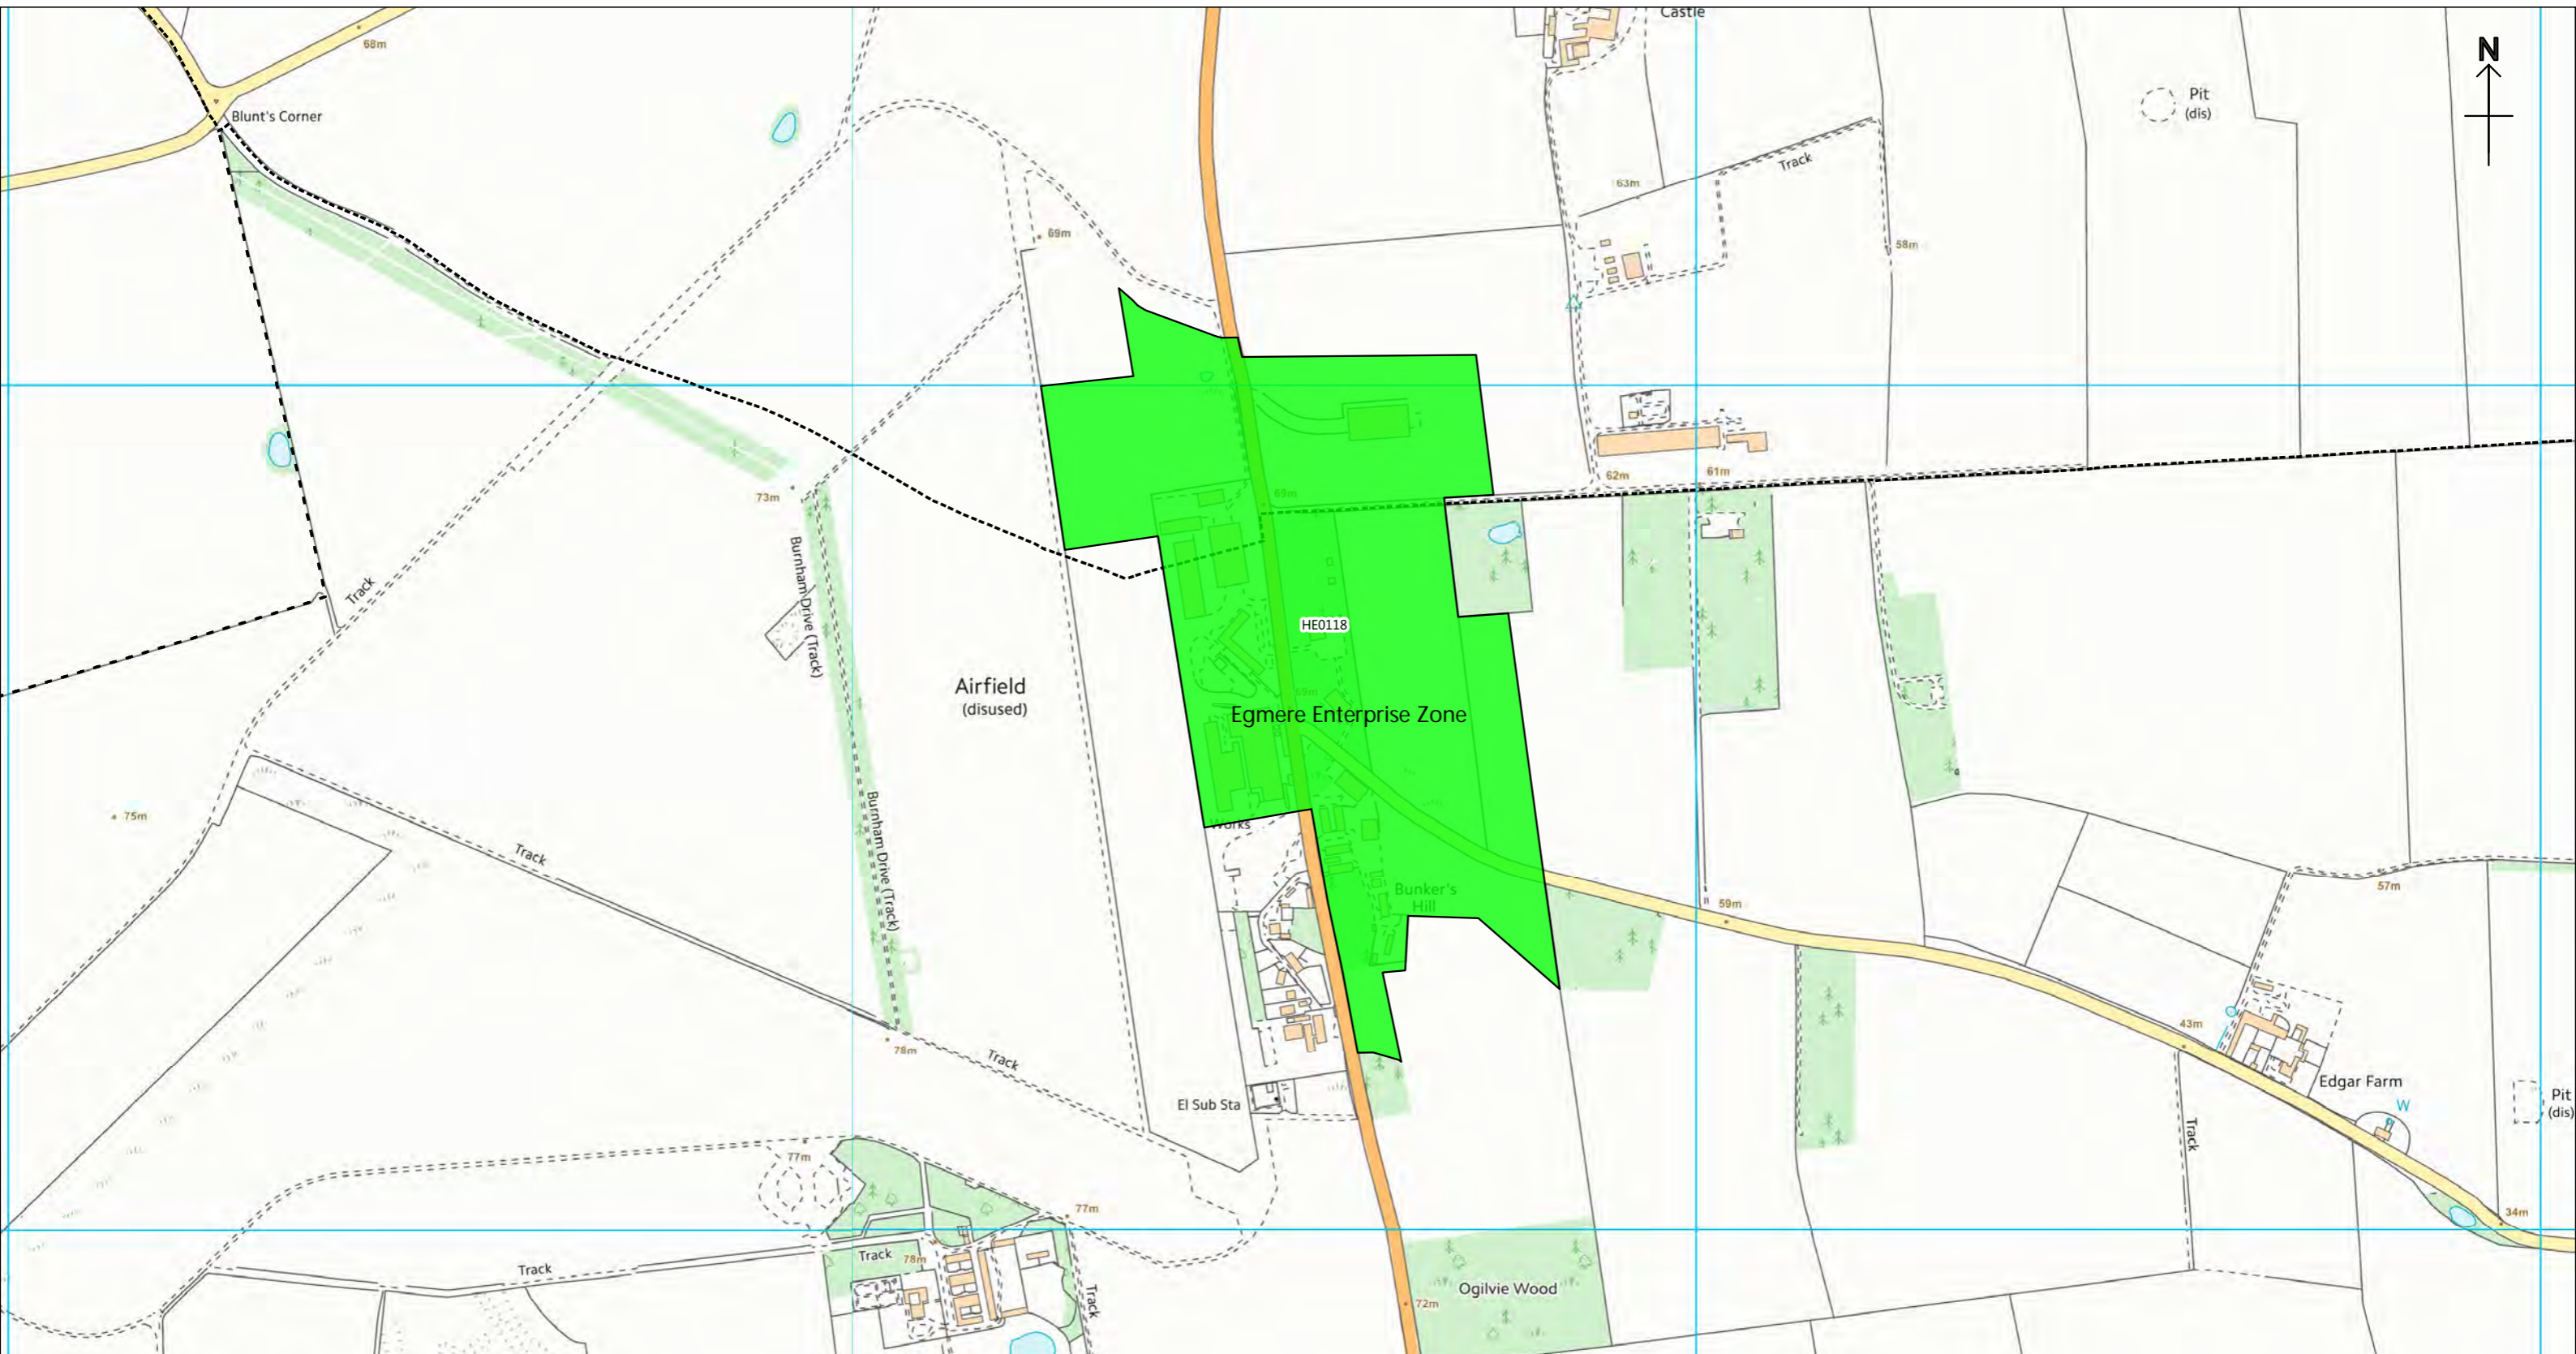 Castle
N
68m
Blunt's Corner
Pit
(dis)
Track
63m
69m
58m
73m
69m
62m
61m
Burnham Drive (Track)
Track
HE0118
Airfield
(disused)
69m
Egmere Enterprise Zone
75m
Works
Track
Burnham Drive (Track)
Bunker's
Hill
59m
57m
43m
78m
Track
Edgar Farm
El Sub Sta
W
Pit
(dis)
Track
77m
77m
34m
Track
78m
Track
Track
Ogilvie Wood
72m